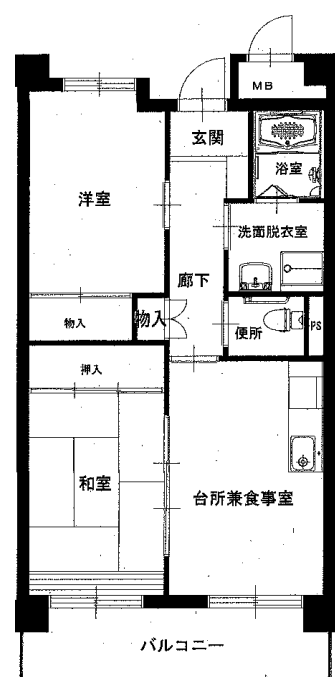 MB
玄関
浴室
洋室
洗面脱衣室
廊下
物入
物入
便所
PS
押入
和室
台所兼食事室
バルコニー